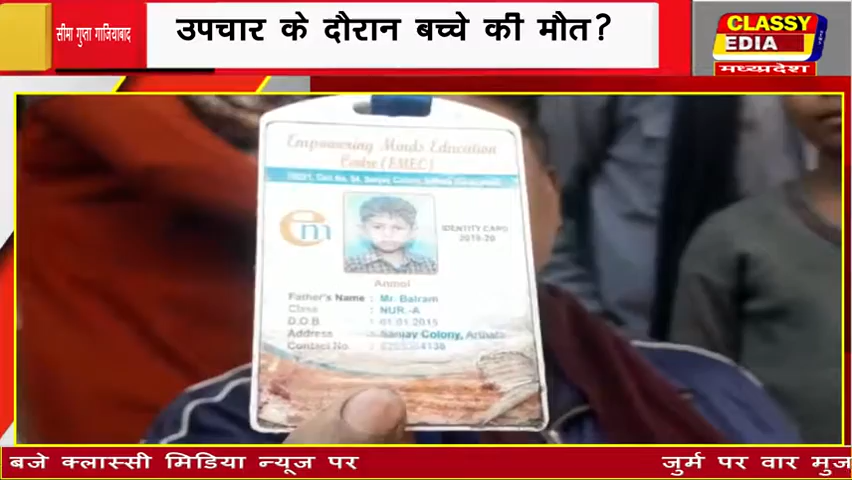 सीमा गुप्ता गाजियाबाद
उपचार के दौरान बच्चे की मौत?
CLASSY
EDIA
मध्यप्रदेश
Empowering Minds Education
Centre (EMEC)
em
IDENTITY CARD
2019-20
Anmol
Father's Name : Mr. Balram
Class : NUR.-A
D.O.B. : 01.01.2015
Address : Sanjay Colony,
Contact No. :
बजे क्लास्सी मिडिया न्यूज पर
जुर्म पर वार मुज